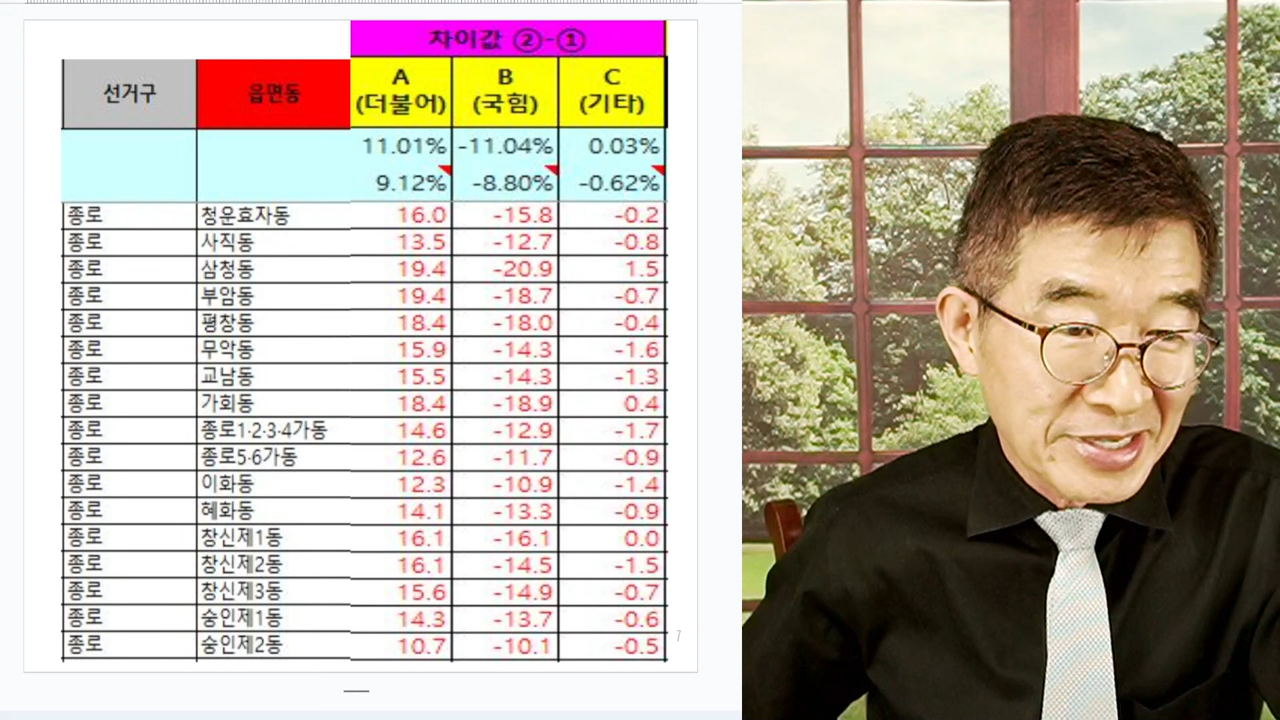 차이값 ②-①
선거구 읍면동 A (더불어) B (국힘) C (기타)
11.01% -11.04% 0.03%
9.12% -8.80% -0.62%
종로 청운효자동 16.0 -15.8 -0.2
종로 사직동 13.5 -12.7 -0.8
종로 삼청동 19.4 -20.9 1.5
종로 부암동 19.4 -18.7 -0.7
종로 평창동 18.4 -18.0 -0.4
종로 무악동 15.9 -14.3 -1.6
종로 교남동 15.5 -14.3 -1.3
종로 가회동 18.4 -18.9 0.4
종로 종로1·2·3·4가동 14.6 -12.9 -1.7
종로 종로5·6가동 12.6 -11.7 -0.9
종로 이화동 12.3 -10.9 -1.4
종로 혜화동 14.1 -13.3 -0.9
종로 창신제1동 16.1 -16.1 0.0
종로 창신제2동 16.1 -14.5 -1.5
종로 창신제3동 15.6 -14.9 -0.7
종로 숭인제1동 14.3 -13.7 -0.6
종로 숭인제2동 10.7 -10.1 -0.5
7